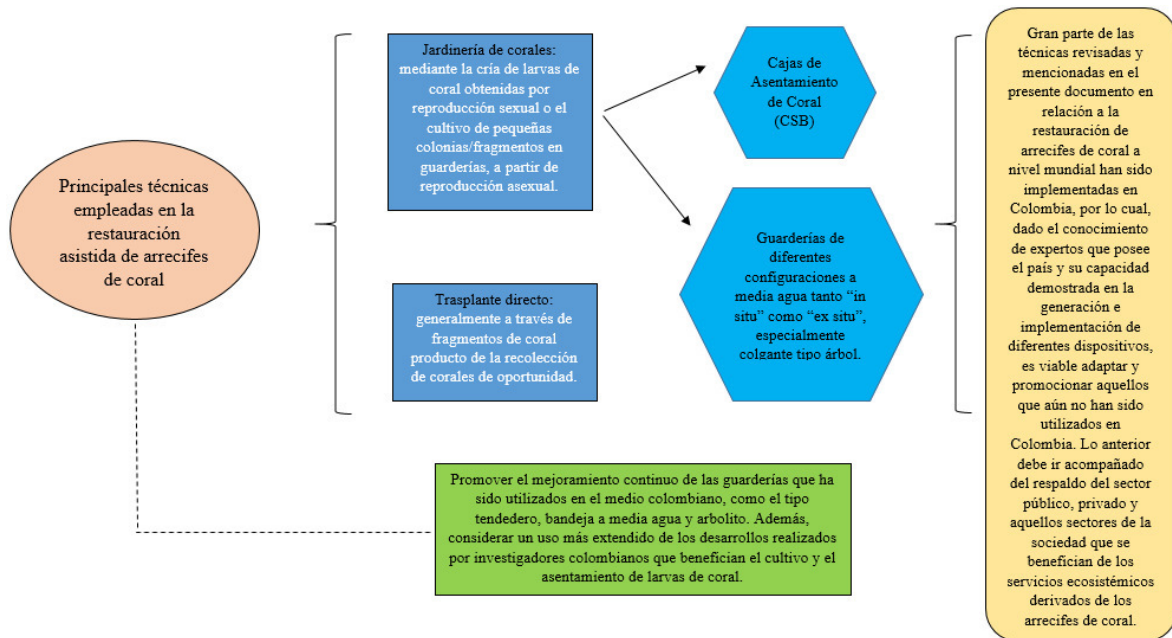 Principales técnicas
empleadas en la
restauración
asistida de arrecifes
de coral
Jardinería de corales:
mediante la cría de larvas de
coral obtenidas por
reproducción sexual o el
cultivo de pequeñas
colonias/fragmentos en
guarderías, a partir de
reproducción asexual.
Trasplante directo:
generalmente a través de
fragmentos de coral
producto de la recolección
de corales de oportunidad.
Cajas de
Asentamiento
de Coral
(CSB)
Guarderías de
diferentes
configuraciones a
media agua tanto “in
situ” como “ex situ”,
especialmente
colgante tipo árbol.
Promover el mejoramiento continuo de las guarderías que ha
sido utilizados en el medio colombiano, como el tipo
tendedero, bandeja a media agua y arbolito. Además,
considerar un uso más extendido de los desarrollos realizados
por investigadores colombianos que benefician el cultivo y el
asentamiento de larvas de coral.
Gran parte de las
técnicas revisadas y
mencionadas en el
presente documento en
relación a la
restauración de
arrecifes de coral a
nivel mundial han sido
implementadas en
Colombia, por lo cual,
dado el conocimiento
de expertos que posee
el país y su capacidad
demostrada en la
generación e
implementación de
diferentes dispositivos,
es viable adaptar y
promocionar aquellos
que aún no han sido
utilizados en
Colombia. Lo anterior
debe ir acompañado
del respaldo del sector
público, privado y
aquellos sectores de la
sociedad que se
benefician de los
servicios ecosistémicos
derivados de los
arrecifes de coral.